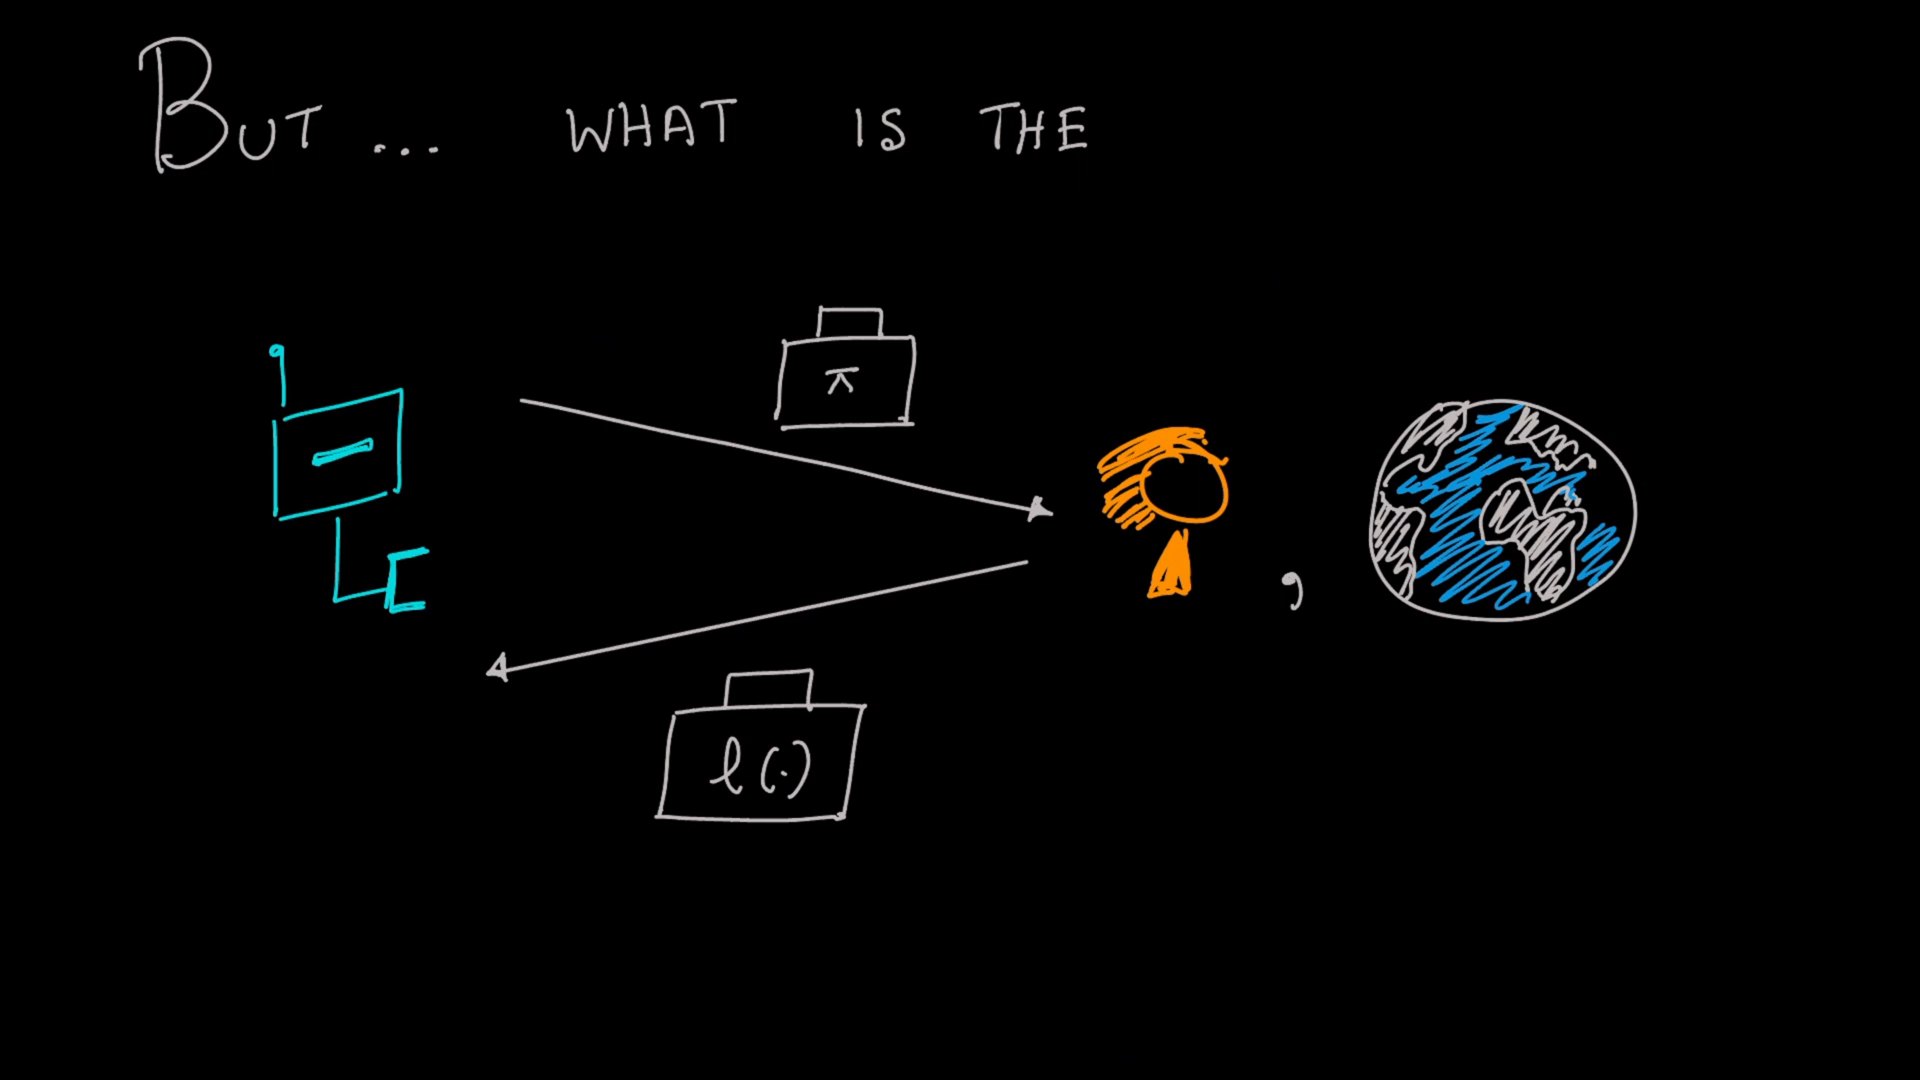 But... WHAT IS THE
π
,
l(·)